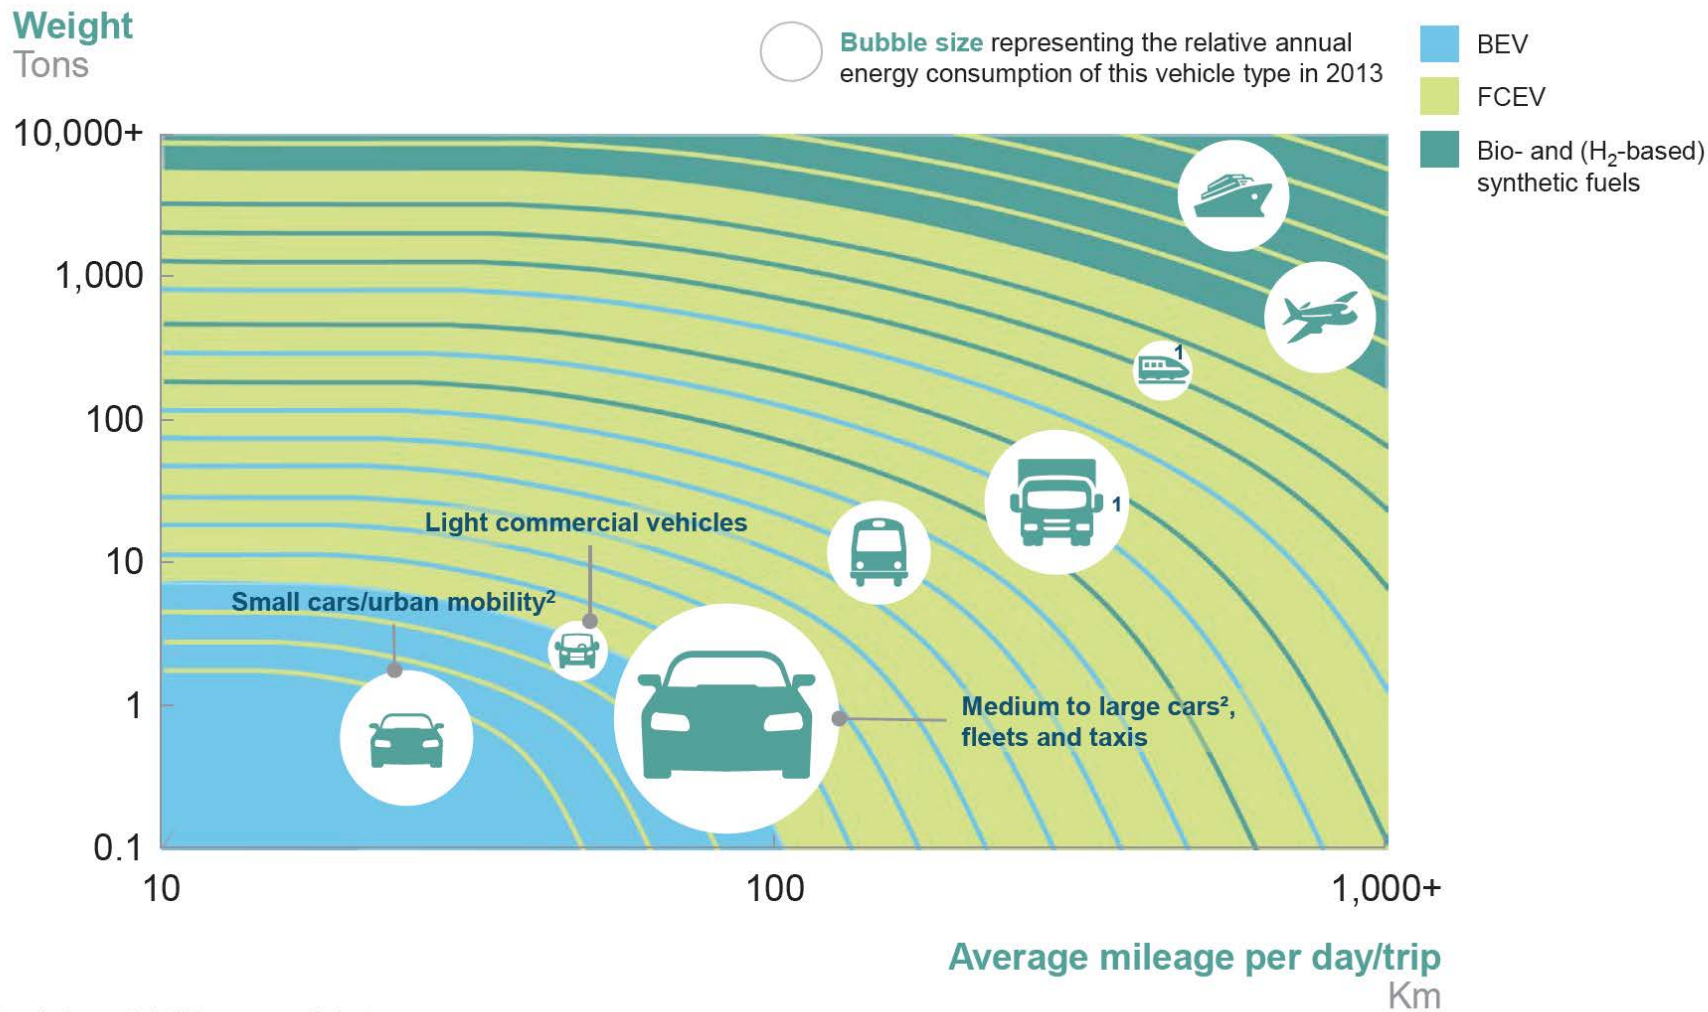 Weight
Tons
Bubble size representing the relative annual
energy consumption of this vehicle type in 2013
BEV
FCEV
Bio- and (H₂-based)
synthetic fuels
10,000+
1,000
100
10
1
0.1
1
1
Light commercial vehicles
Small cars/urban mobility²
Medium to large cars²,
fleets and taxis
10
100
1,000+
Average mileage per day/trip
Km